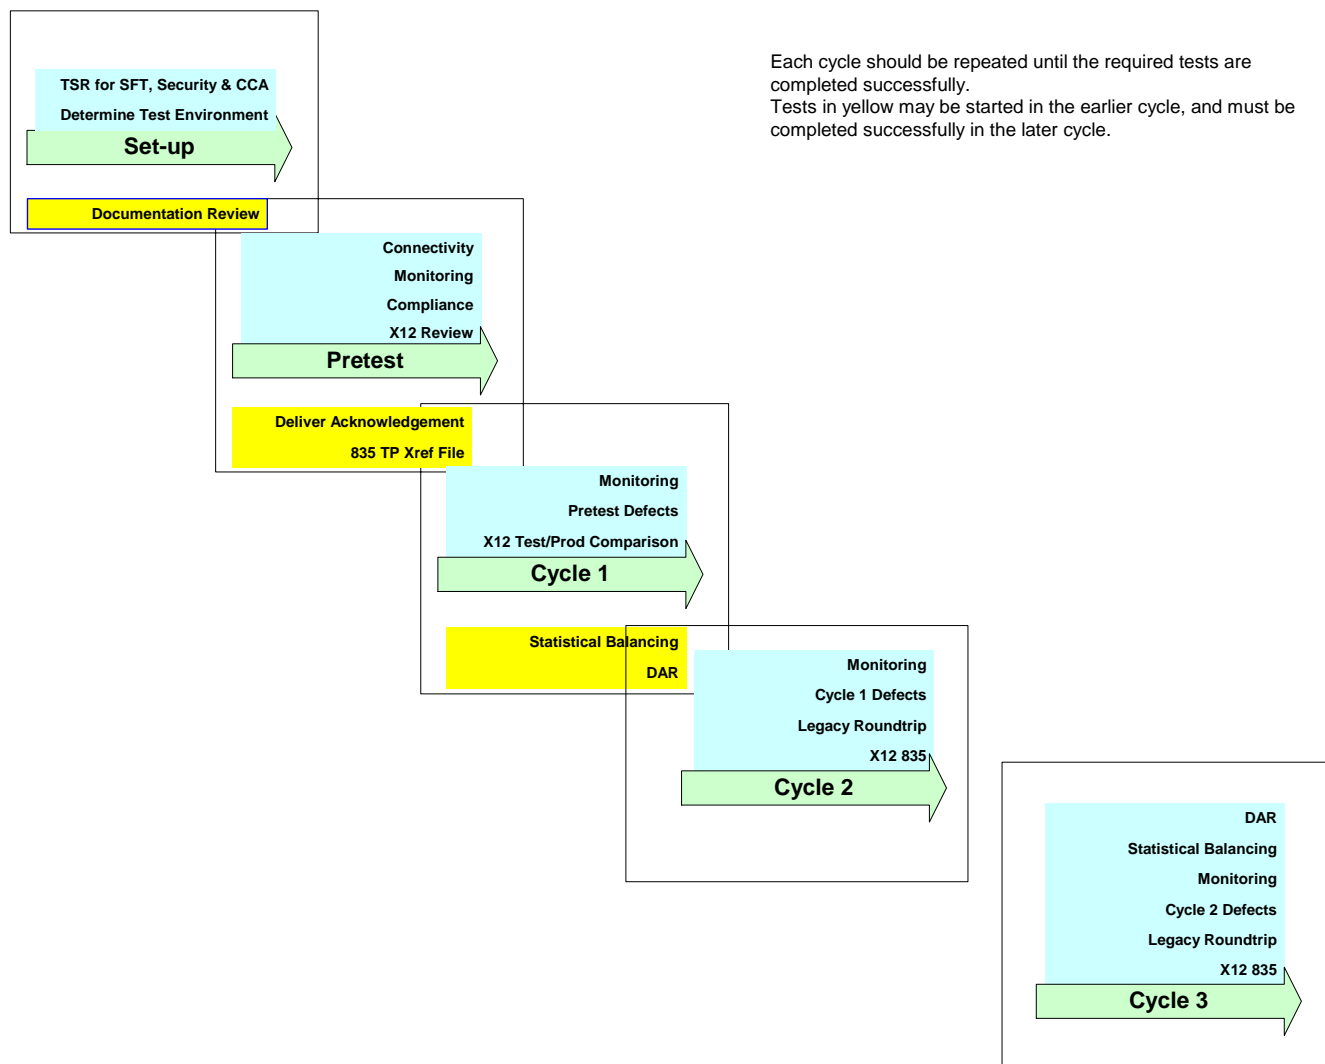 Each cycle should be repeated until the required tests are
completed successfully.
Tests in yellow may be started in the earlier cycle, and must be
completed successfully in the later cycle.
TSR for SFT, Security & CCA
Determine Test Environment
Set-up
Documentation Review
Connectivity
Monitoring
Compliance
X12 Review
Pretest
Deliver Acknowledgement
835 TP Xref File
Monitoring
Pretest Defects
X12 Test/Prod Comparison
Cycle 1
Statistical Balancing
DAR
Monitoring
Cycle 1 Defects
Legacy Roundtrip
X12 835
Cycle 2
DAR
Statistical Balancing
Monitoring
Cycle 2 Defects
Legacy Roundtrip
X12 835
Cycle 3